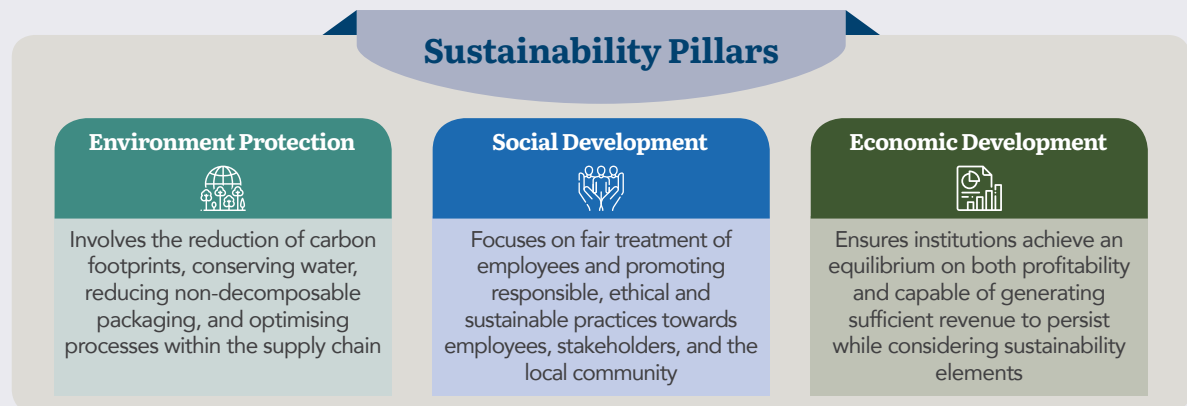 Sustainability Pillars
Environment Protection
Involves the reduction of carbon
footprints, conserving water,
reducing non-decomposable
packaging, and optimising
processes within the supply chain
Social Development
Focuses on fair treatment of
employees and promoting
responsible, ethical and
sustainable practices towards
employees, stakeholders, and the
local community
Economic Development
Ensures institutions achieve an
equilibrium on both profitability
and capable of generating
sufficient revenue to persist
while considering sustainability
elements